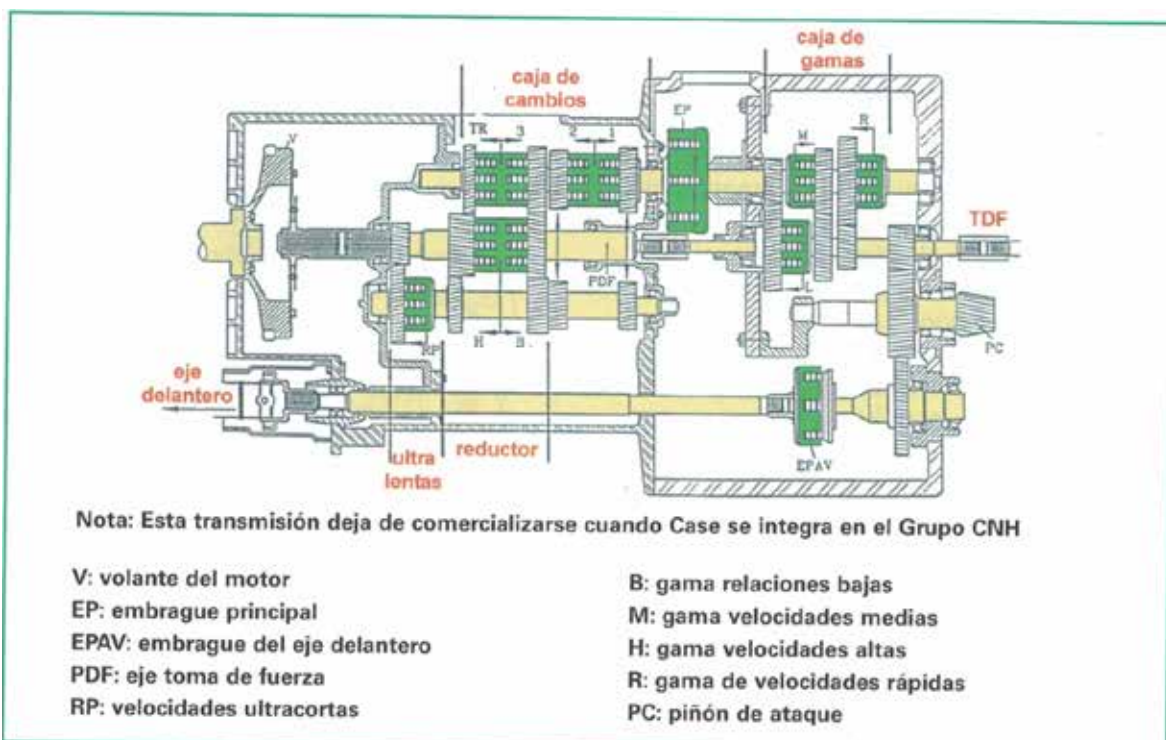 caja de
gamas
caja de
cambios
EP
R
M
TR 3
2 1
V
TDF
PDF
L
PC
H B
RP
eje
delantero
ultra
lentas
reductor
EPAV
Nota: Esta transmisión deja de comercializarse cuando Case se integra en el Grupo CNH
V: volante del motor
EP: embrague principal
EPAV: embrague del eje delantero
PDF: eje toma de fuerza
RP: velocidades ultracortas
B: gama relaciones bajas
M: gama velocidades medias
H: gama velocidades altas
R: gama de velocidades rápidas
PC: piñón de ataque